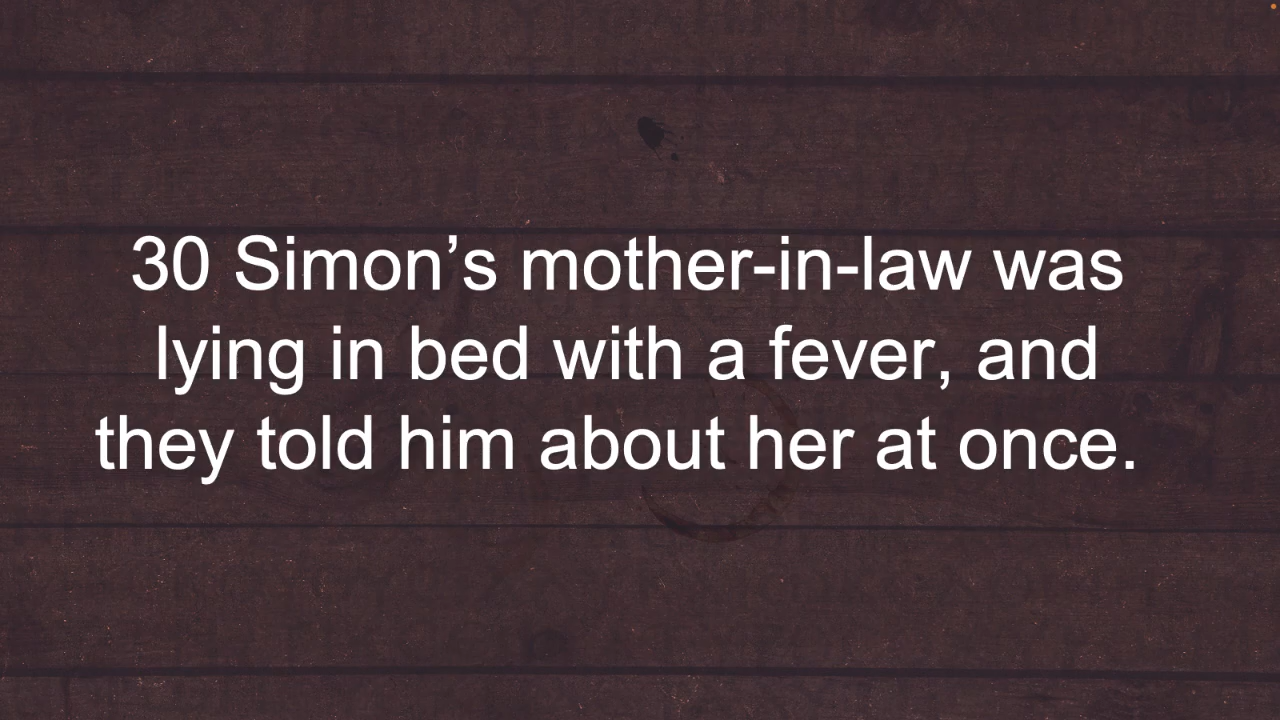 30 Simon’s mother-in-law was
lying in bed with a fever, and
they told him about her at once.